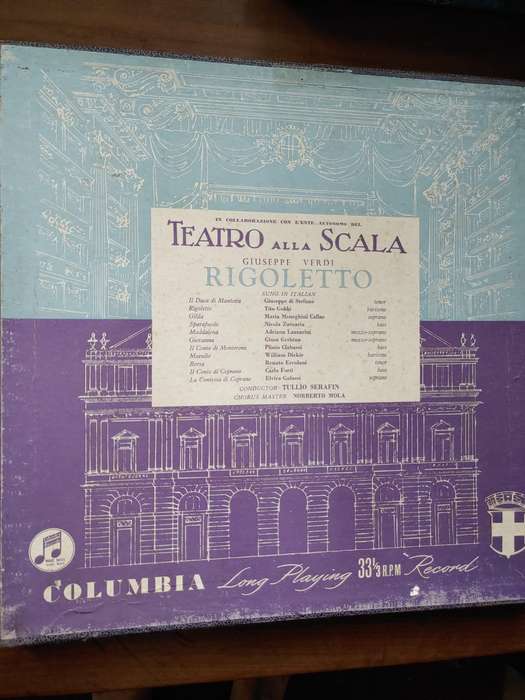 IN COLLABORAZIONE CON L'ENTE AUTONOMO DEL
TEATRO ALLA SCALA
GIUSEPPE VERDI
RIGOLETTO
SUNG IN ITALIAN
Il Duca di Mantova Giuseppe di Stefano tenor
Rigoletto Tito Gobbi baritone
Gilda Maria Meneghini Callas soprano
Sparafucile Nicola Zaccaria bass
Maddalena Adriana Lazzarini mezzo-soprano
Giovanna Giuse Gerbino mezzo-soprano
Il Conte di Monterone Plinio Clabassi bass
Marullo William Dickie baritone
Borsa Renato Ercolani tenor
Il Conte di Ceprano Carlo Forti bass
La Contessa di Ceprano Elvira Galassi soprano
CONDUCTOR - TULLIO SERAFIN
CHORUS MASTER NORBERTO MOLA
COLUMBIA Long Playing 33⅓ R.P.M Record